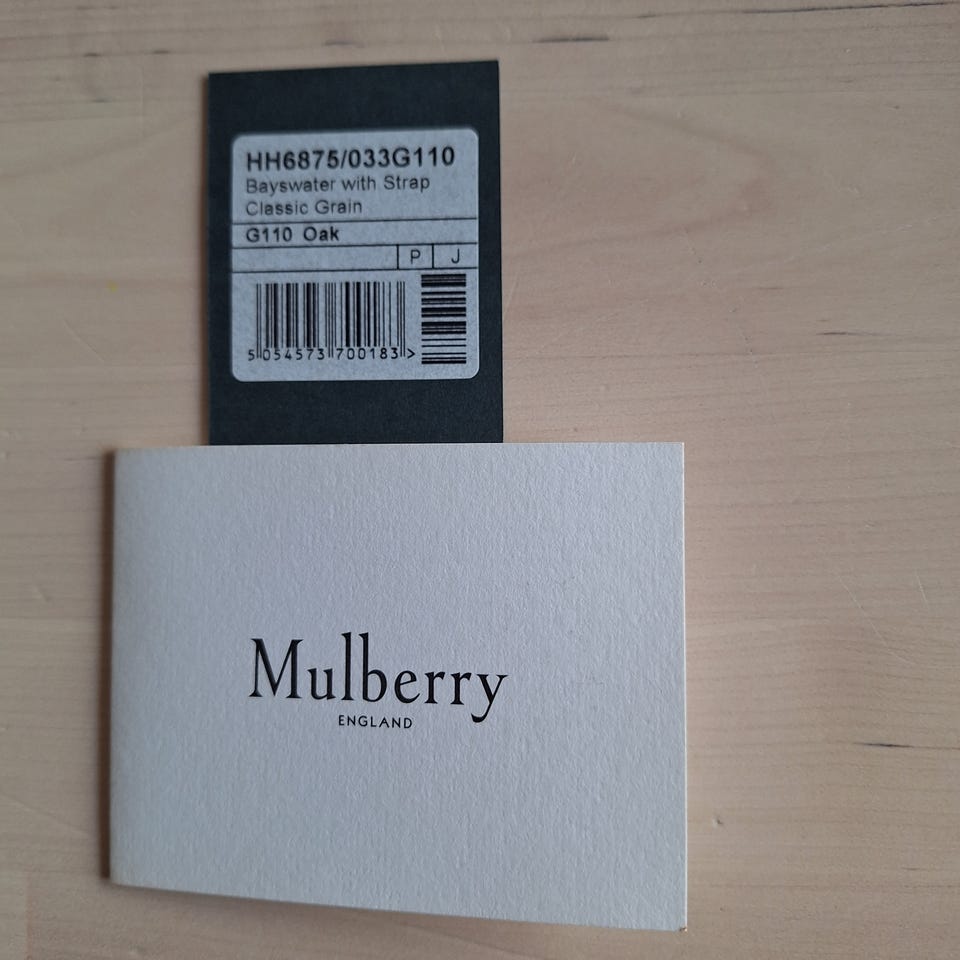 HH6875/033G110
Bayswater with Strap
Classic Grain
G110 Oak
P J
5 054573 700183 >
Mulberry
ENGLAND